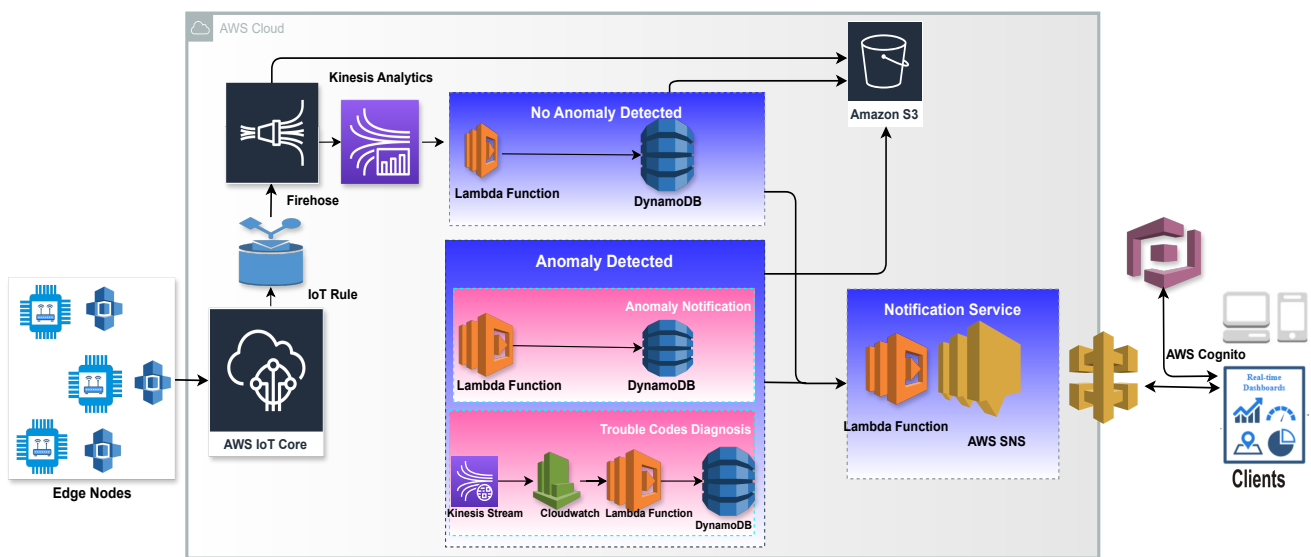 AWS Cloud
Kinesis Analytics
Amazon S3
No Anomaly Detected
Lambda Function
DynamoDB
Firehose
Anomaly Detected
IoT Rule
Anomaly Notification
Lambda Function
DynamoDB
Notification Service
Lambda Function
AWS SNS
AWS Cognito
Real-time
Dashboards
Clients
AWS IoT Core
Edge Nodes
Trouble Codes Diagnosis
Kinesis Stream
Cloudwatch
Lambda Function
DynamoDB